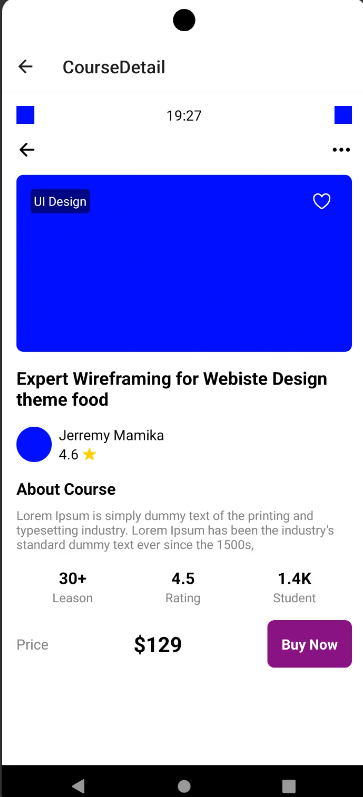 CourseDetail
19:27
UI Design
Expert Wireframing for Webiste Design
theme food
Jerremy Mamika
4.6
About Course
Lorem Ipsum is simply dummy text of the printing and
typesetting industry. Lorem Ipsum has been the industry's
standard dummy text ever since the 1500s,
30+ 4.5 1.4K
Leason Rating Student
Price $129 Buy Now